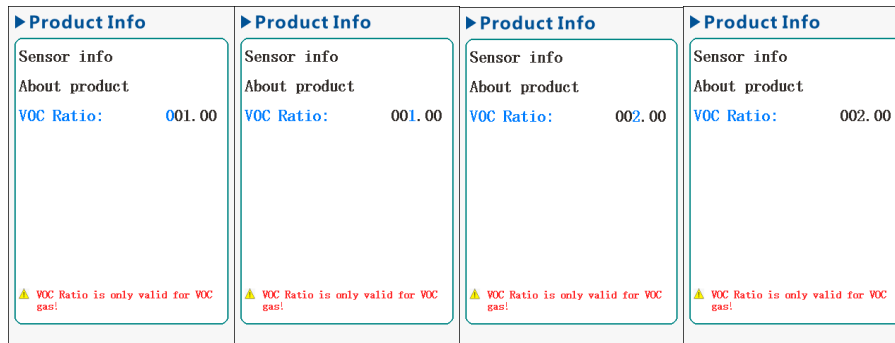 Product Info
Sensor info
About product
VOC Ratio: 001.00
VOC Ratio is only valid for VOC
gas!
Product Info
Sensor info
About product
VOC Ratio: 001.00
VOC Ratio is only valid for VOC
gas!
Product Info
Sensor info
About product
VOC Ratio: 002.00
VOC Ratio is only valid for VOC
gas!
Product Info
Sensor info
About product
VOC Ratio: 002.00
VOC Ratio is only valid for VOC
gas!